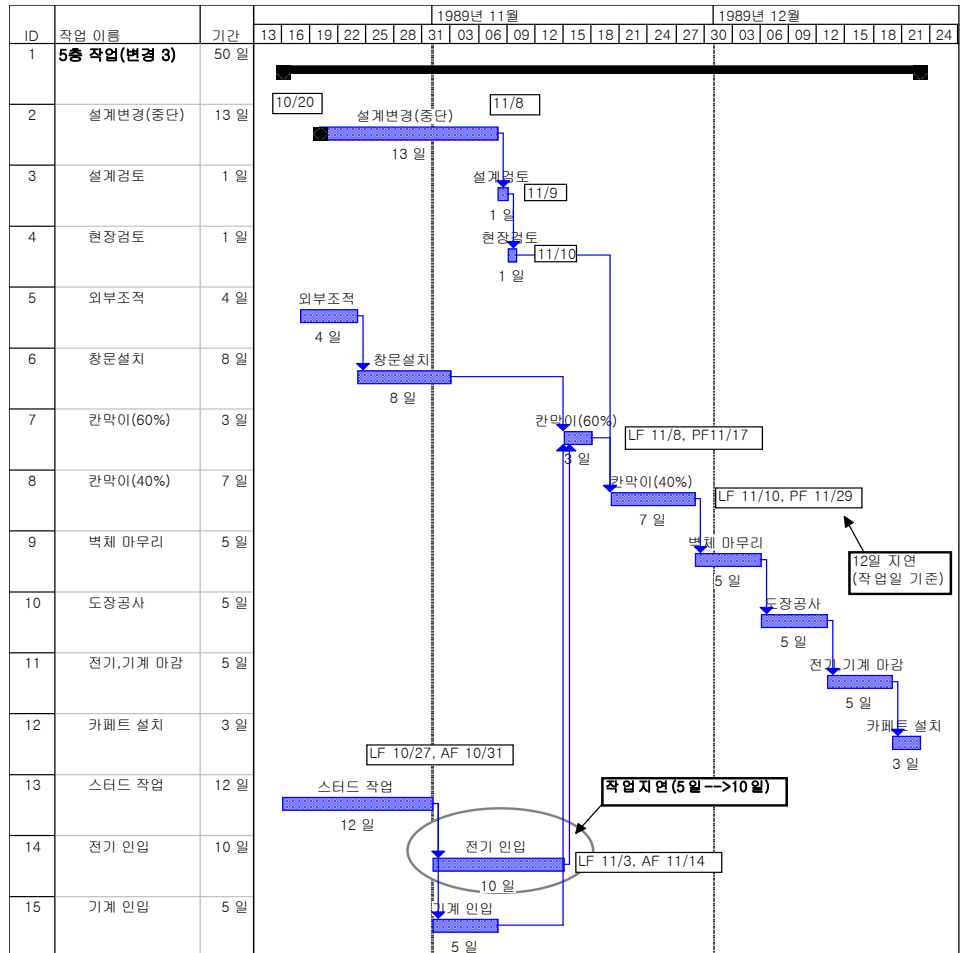 1989년 11월 1989년 12월
ID 작업 이름 기간 13 16 19 22 25 28 31 03 06 09 12 15 18 21 24 27 30 03 06 09 12 15 18 21 24
1 5층 작업(변경 3) 50 일
10/20 11/8
2 설계변경(중단) 13 일 설계변경(중단)
13 일
3 설계검토 1 일 설계검토
11/9
1 일
4 현장검토 1 일 현장검토
11/10
1 일
5 외부조적 4 일 외부조적
4 일
6 창문설치 8 일 창문설치
8 일
7 칸막이(60%) 3 일 칸막이(60%)
LF 11/8, PF11/17
3 일
8 칸막이(40%) 7 일 칸막이(40%)
LF 11/10, PF 11/29
7 일
9 벽체 마무리 5 일 벽체 마무리
12일 지연
(작업일 기준)
5 일
10 도장공사 5 일 도장공사
5 일
11 전기,기계 마감 5 일 전기,기계 마감
5 일
12 카페트 설치 3 일 카페트 설치
LF 10/27, AF 10/31
3 일
13 스터드 작업 12 일 스터드 작업
작업지연(5일-->10일)
12 일
14 전기 인입 10 일 전기 인입
LF 11/3, AF 11/14
10 일
15 기계 인입 5 일 기계 인입
5 일